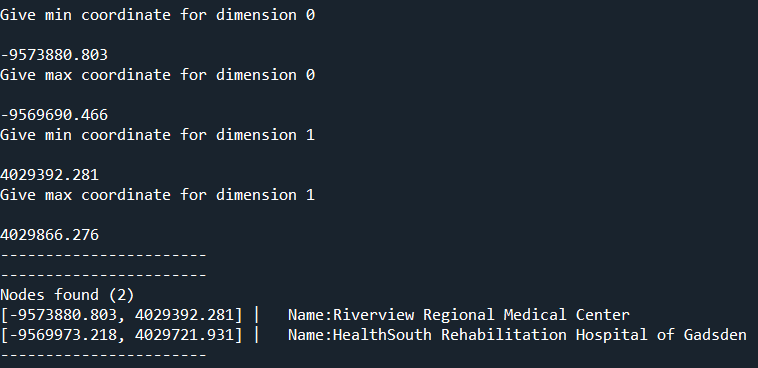 Give min coordinate for dimension 0
-9573880.803
Give max coordinate for dimension 0
-9569690.466
Give min coordinate for dimension 1
4029392.281
Give max coordinate for dimension 1
4029866.276
-----------------------
-----------------------
Nodes found (2)
[-9573880.803, 4029392.281] |   Name:Riverview Regional Medical Center
[-9569973.218, 4029721.931] |   Name:HealthSouth Rehabilitation Hospital of Gadsden
-----------------------